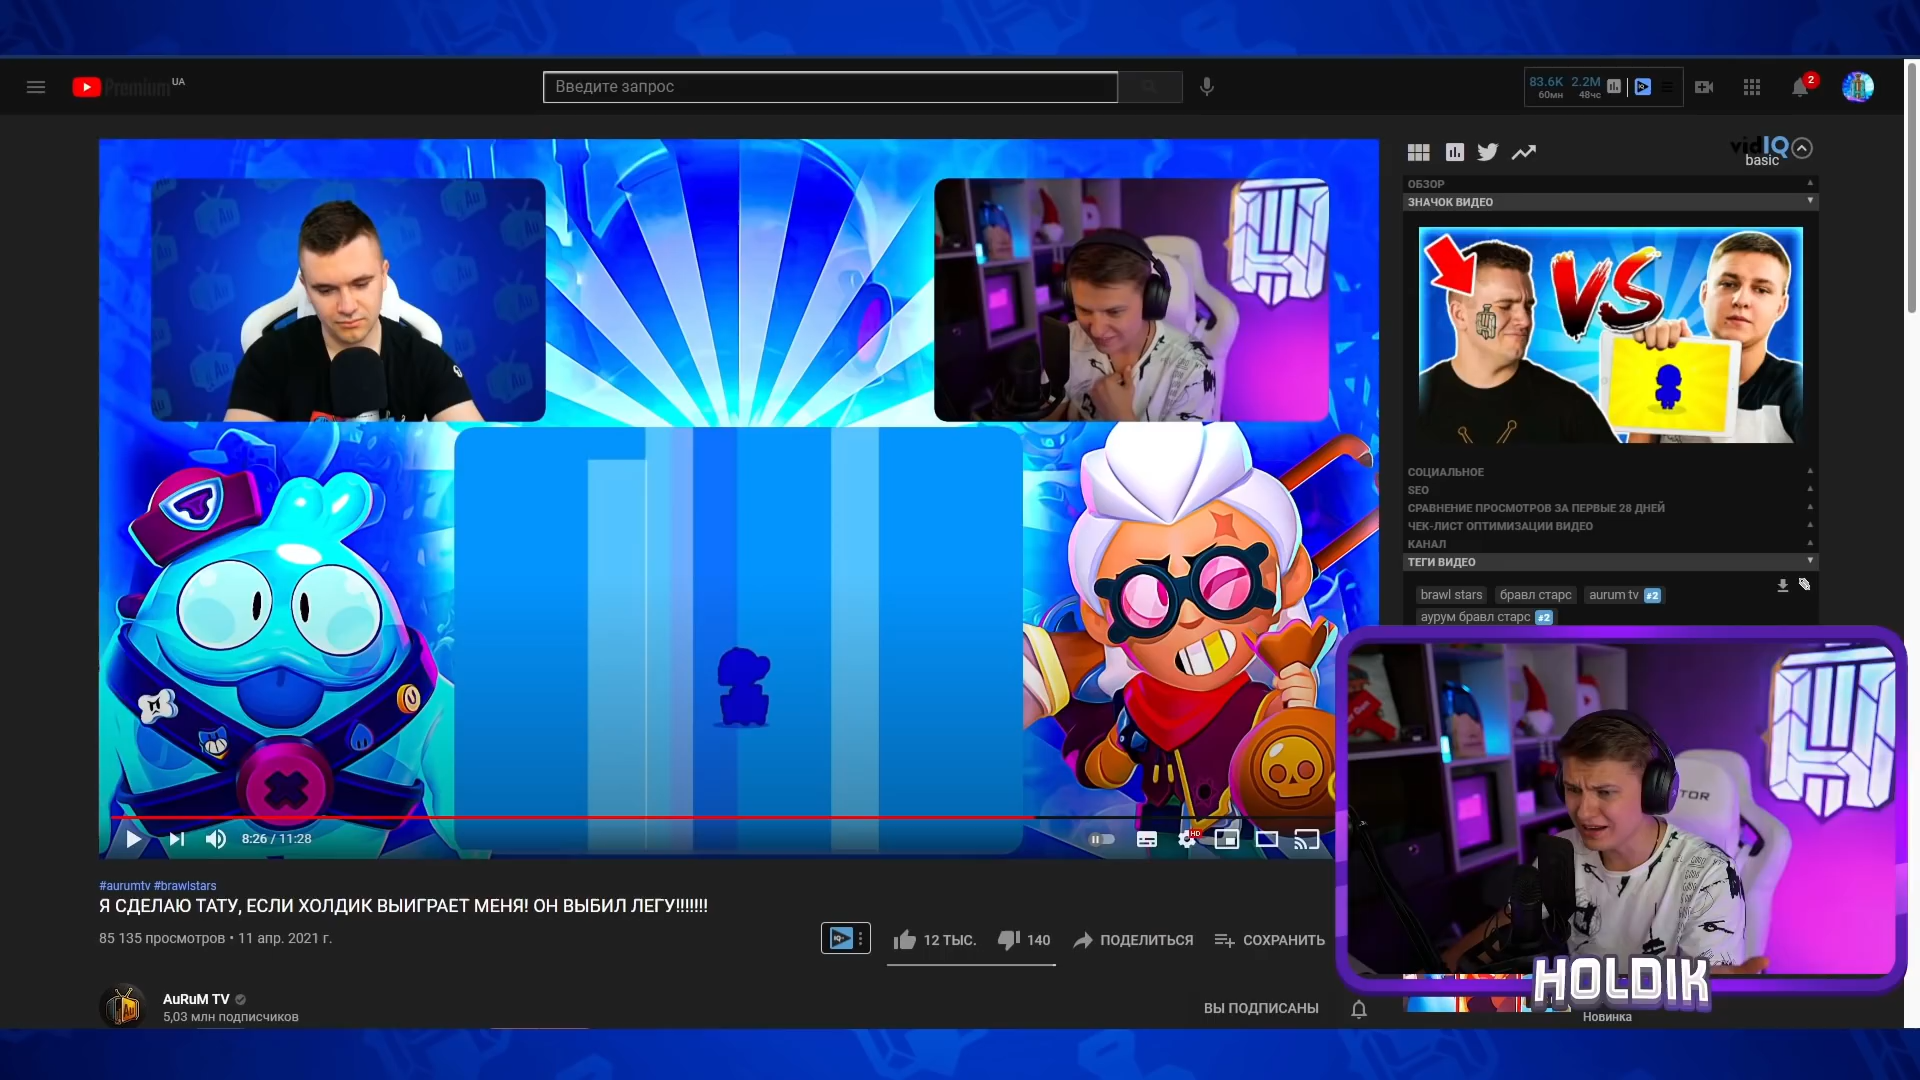 Premium UA
Введите запрос
83.6K 2.2M
60мн 48чс
2
vidIQ
basic
ОБЗОР
ЗНАЧОК ВИДЕО
VS
СОЦИАЛЬНОЕ
SEO
СРАВНЕНИЕ ПРОСМОТРОВ ЗА ПЕРВЫЕ 28 ДНЕЙ
ЧЕК-ЛИСТ ОПТИМИЗАЦИИ ВИДЕО
КАНАЛ
ТЕГИ ВИДЕО
brawl stars бравл старс aurum tv #2
аурум бравл старс #2
8:26 / 11:28
HD
#aurumtv #brawlstars
Я СДЕЛАЮ ТАТУ, ЕСЛИ ХОЛДИК ВЫИГРАЕТ МЕНЯ! ОН ВЫБИЛ ЛЕГУ!!!!!!!
85 135 просмотров • 11 апр. 2021 г.
12 ТЫС. 140 ПОДЕЛИТЬСЯ СОХРАНИТЬ
AuRuM TV
5,03 млн подписчиков
ВЫ ПОДПИСАНЫ
HOLDIK
Новинка